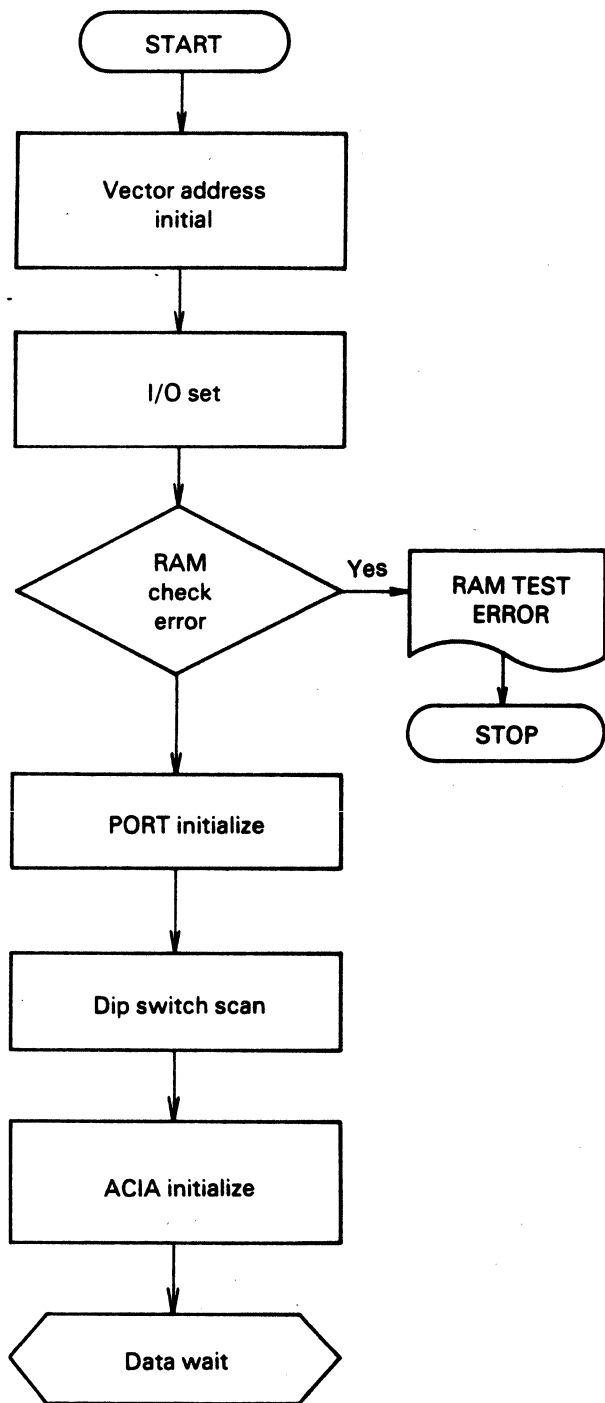 START
Vector address
initial
I/O set
RAM
check
error
Yes
RAM TEST
ERROR
STOP
PORT initialize
Dip switch scan
ACIA initialize
Data wait